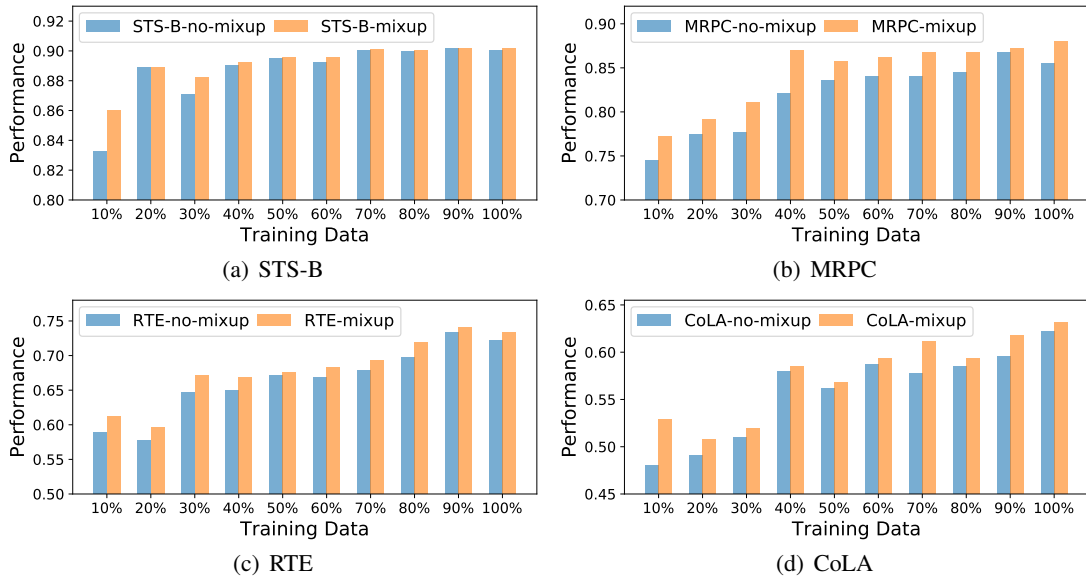 STS-B-no-mixup STS-B-mixup
0.92
0.90
0.88
0.86
0.84
0.82
0.80
Performance
10% 20% 30% 40% 50% 60% 70% 80% 90% 100%
Training Data
(a) STS-B
MRPC-no-mixup MRPC-mixup
0.90
0.85
0.80
0.75
0.70
Performance
10% 20% 30% 40% 50% 60% 70% 80% 90% 100%
Training Data
(b) MRPC
RTE-no-mixup RTE-mixup
0.75
0.70
0.65
0.60
0.55
0.50
Performance
10% 20% 30% 40% 50% 60% 70% 80% 90% 100%
Training Data
(c) RTE
CoLA-no-mixup CoLA-mixup
0.65
0.60
0.55
0.50
0.45
Performance
10% 20% 30% 40% 50% 60% 70% 80% 90% 100%
Training Data
(d) CoLA